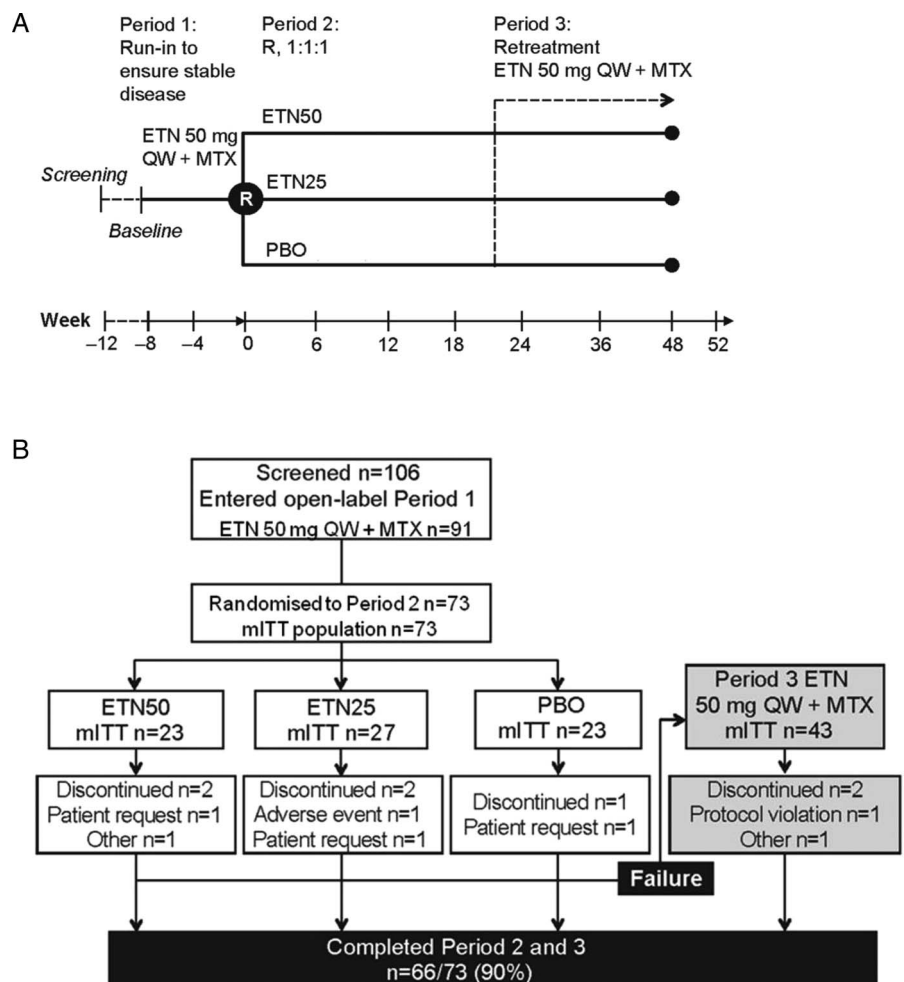 A
Period 1:
Run-in to
ensure stable
disease
Period 2:
R, 1:1:1
Period 3:
Retreatment
ETN 50 mg QW + MTX
ETN 50 mg
QW + MTX
ETN50
Screening
Baseline
R
ETN25
PBO
Week
–12 –8 –4 0 6 12 18 24 36 48 52
B
Screened n=106
Entered open-label Period 1
ETN 50 mg QW + MTX n=91
Randomised to Period 2 n=73
mITT population n=73
ETN50
mITT n=23
ETN25
mITT n=27
PBO
mITT n=23
Period 3 ETN
50 mg QW + MTX
mITT n=43
Discontinued n=2
Patient request n=1
Other n=1
Discontinued n=2
Adverse event n=1
Patient request n=1
Discontinued n=1
Patient request n=1
Discontinued n=2
Protocol violation n=1
Other n=1
Failure
Completed Period 2 and 3
n=66/73 (90%)